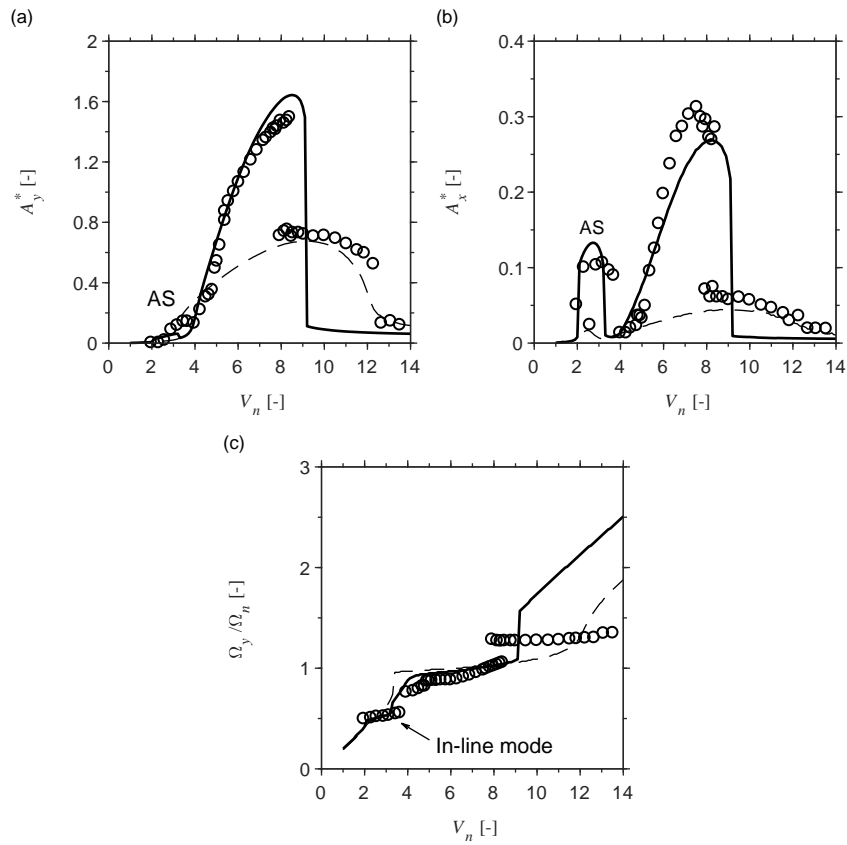 (a)
2
1.6
1.2
0.8
0.4
0
A*y [-]
AS
0 2 4 6 8 10 12 14
Vn [-]
(b)
0.4
0.3
0.2
0.1
0
A*x [-]
AS
0 2 4 6 8 10 12 14
Vn [-]
(c)
3
2
1
0
Ωy/Ωn [-]
In-line mode
0 2 4 6 8 10 12 14
Vn [-]